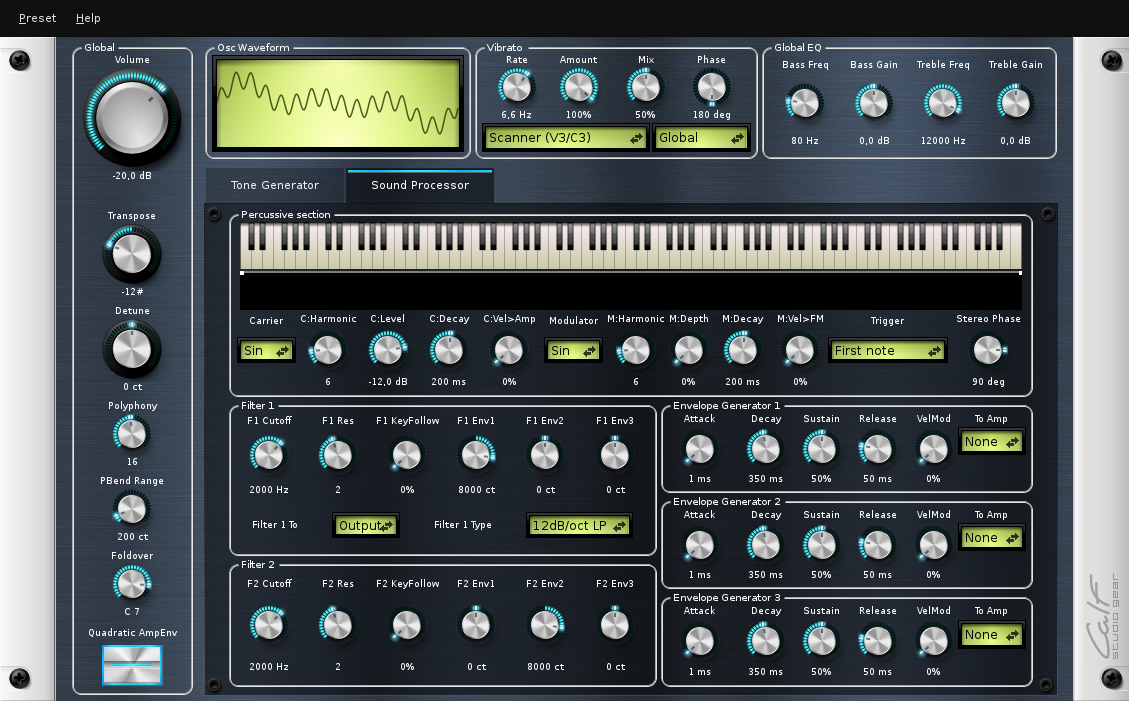 Preset Help
Global
Volume
-20,0 dB
Transpose
-12#
Detune
0 ct
Polyphony
16
PBend Range
200 ct
Foldover
C 7
Quadratic AmpEnv
Osc Waveform
Vibrato
Rate Amount Mix Phase
6,6 Hz 100% 50% 180 deg
Scanner (V3/C3) Global
Global EQ
Bass Freq Bass Gain Treble Freq Treble Gain
80 Hz 0,0 dB 12000 Hz 0,0 dB
Tone Generator Sound Processor
Percussive section
Carrier C:Harmonic C:Level C:Decay C:Vel>Amp Modulator M:Harmonic M:Depth M:Decay M:Vel>FM Trigger Stereo Phase
Sin Sin First note
6 -12,0 dB 200 ms 0% 6 0% 200 ms 0% 90 deg
Filter 1
F1 Cutoff F1 Res F1 KeyFollow F1 Env1 F1 Env2 F1 Env3
2000 Hz 2 0% 8000 ct 0 ct 0 ct
Filter 1 To Output Filter 1 Type 12dB/oct LP
Filter 2
F2 Cutoff F2 Res F2 KeyFollow F2 Env1 F2 Env2 F2 Env3
2000 Hz 2 0% 0 ct 8000 ct 0 ct
Envelope Generator 1
Attack Decay Sustain Release VelMod To Amp
None
1 ms 350 ms 50% 50 ms 0%
Envelope Generator 2
Attack Decay Sustain Release VelMod To Amp
None
1 ms 350 ms 50% 50 ms 0%
Envelope Generator 3
Attack Decay Sustain Release VelMod To Amp
None
1 ms 350 ms 50% 50 ms 0%
Calf
studio gear